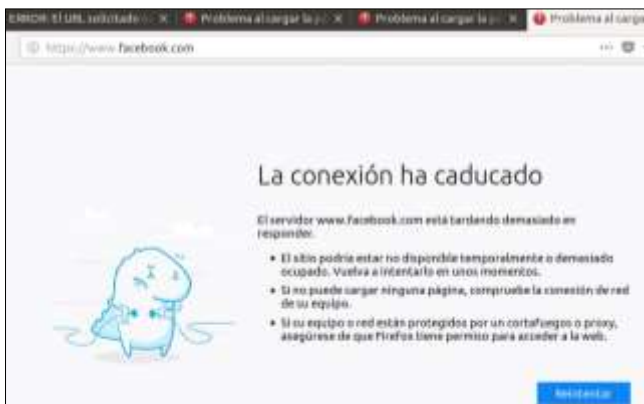 ERROR: El URL solicitado
Problema al cargar la p
Problema al cargar la p
Problema al cargar
https://www.facebook.com
La conexión ha caducado
El servidor www.facebook.com está tardando demasiado en
responder.
El sitio podría estar no disponible temporalmente o demasiado
ocupado. Vuelva a intentarlo en unos momentos.
Si no puede cargar ninguna página, compruebe la conexión de red
de su equipo.
Si su equipo o red están protegidos por un cortafuegos o proxy,
asegúrese de que Firefox tiene permiso para acceder a la web.
Reintentar